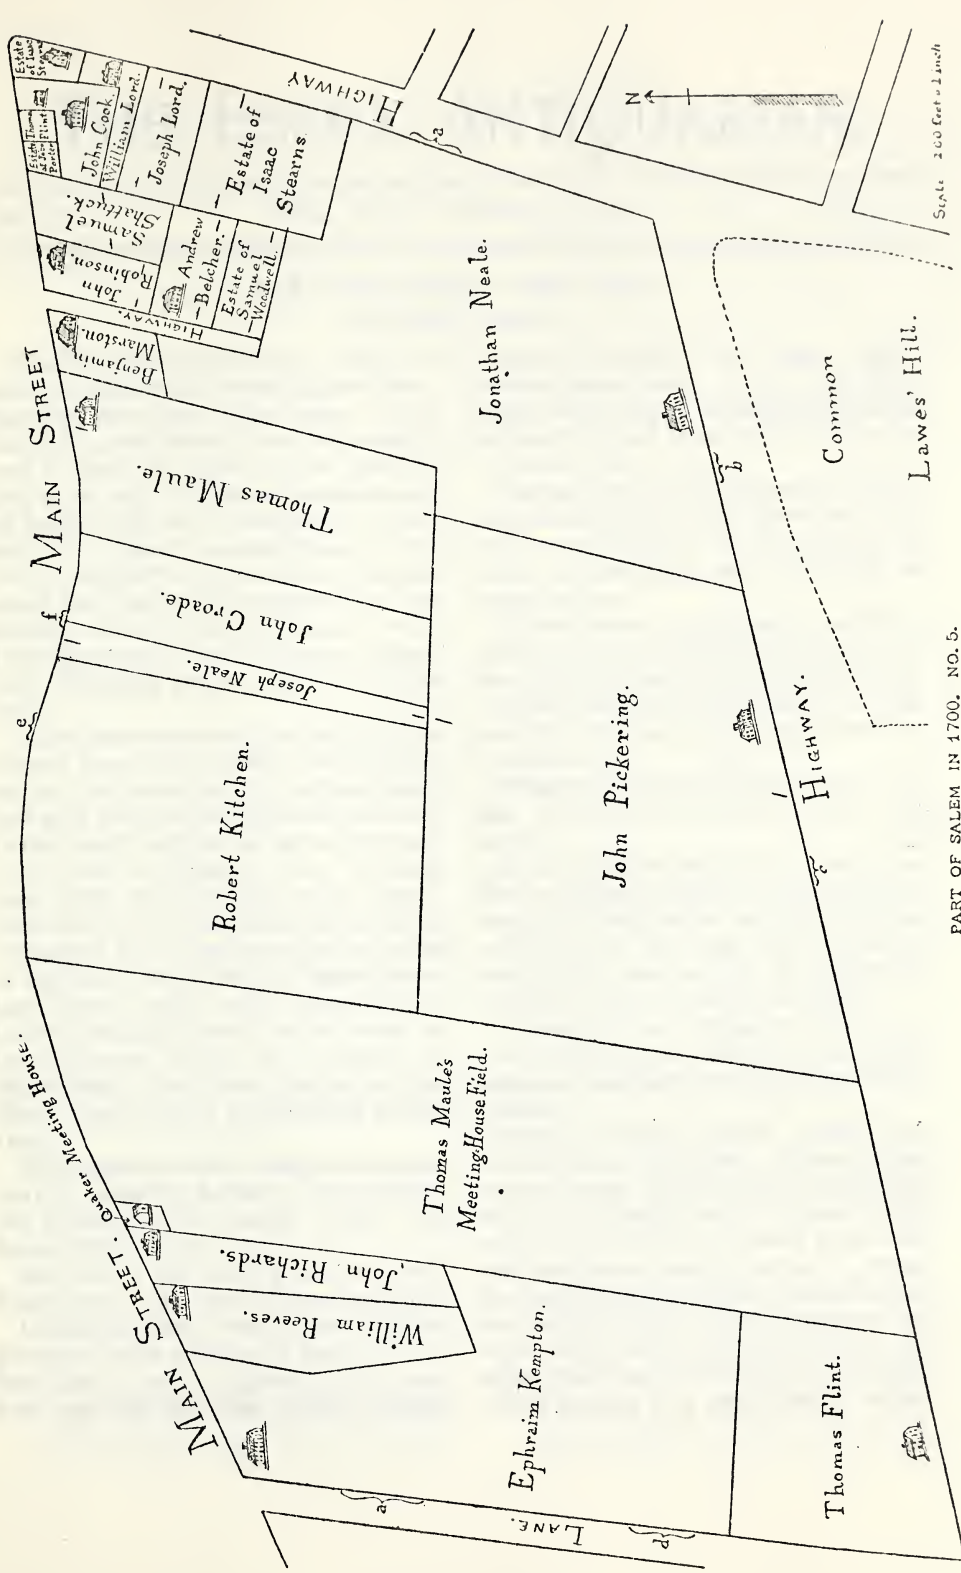 MAIN STREET · Quaker Meeting House.
MAIN STREET
HIGHWAY
Estate
of Isaac
Stearns
Estate
of John
Porter
Thomas
Flint
John Cook.
William Lord.
Joseph Lord.
Estate of
Isaac
Stearns.
Samuel
Shattuck.
John
Robinson.
Andrew
Belcher.
Estate of
Samuel
Woodwell.
HIGHWAY.
Benjamin
Marston.
Thomas Maule.
John Croade.
Joseph Neale.
Robert Kitchen.
Jonathan Neale.
John Pickering.
Thomas Maule's
Meeting-House Field.
John Richards.
William Reeves.
Ephraim Kempton.
Thomas Flint.
LANE.
HIGHWAY.
Common
Lawes' Hill.
a
b
c
d
a
e
f
N
Scale 200 feet = 1 inch
PART OF SALEM IN 1700. NO. 5.